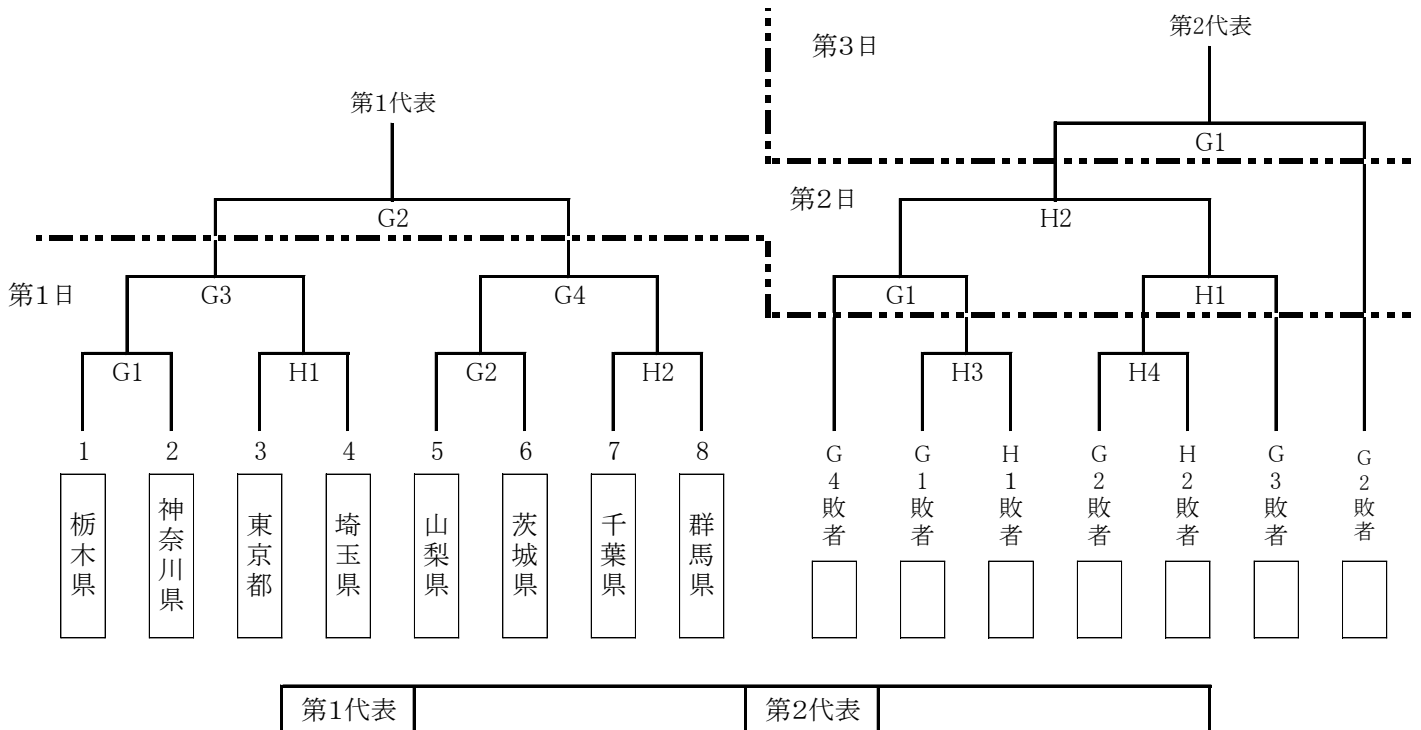 第3日
第2代表
第1代表
G1
第2日
G2
H2
第1日
G3
G4
G1
H1
G1
H1
G2
H2
H3
H4
1
2
3
4
5
6
7
8
G4敗者
G1敗者
H1敗者
G2敗者
H2敗者
G3敗者
G2敗者
栃木県
神奈川県
東京都
埼玉県
山梨県
茨城県
千葉県
群馬県
第1代表
第2代表